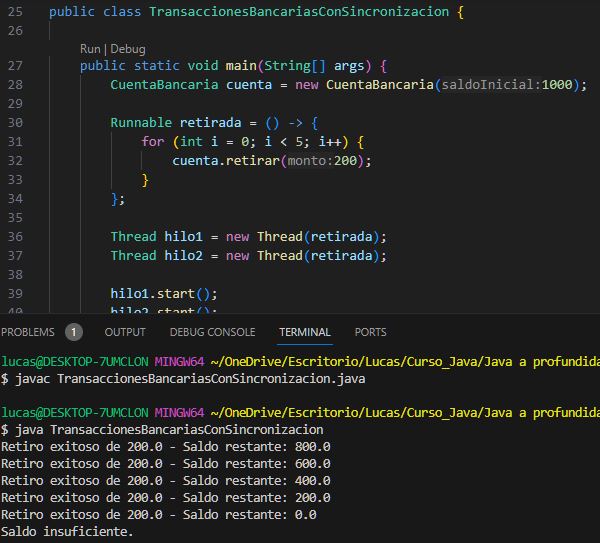 25 public class TransaccionesBancariasConSincronizacion {
26
Run | Debug
27 public static void main(String[] args) {
28 CuentaBancaria cuenta = new CuentaBancaria(saldoInicial:1000);
29
30 Runnable retirada = () -> {
31 for (int i = 0; i < 5; i++) {
32 cuenta.retirar(monto:200);
33 }
34 };
35
36 Thread hilo1 = new Thread(retirada);
37 Thread hilo2 = new Thread(retirada);
38
39 hilo1.start();
40 hilo2.start();
PROBLEMS 1 OUTPUT DEBUG CONSOLE TERMINAL PORTS
lucas@DESKTOP-7UMCLON MINGW64 ~/OneDrive/Escritorio/Lucas/Curso_Java/Java a profundida
$ javac TransaccionesBancariasConSincronizacion.java
lucas@DESKTOP-7UMCLON MINGW64 ~/OneDrive/Escritorio/Lucas/Curso_Java/Java a profundida
$ java TransaccionesBancariasConSincronizacion
Retiro exitoso de 200.0 - Saldo restante: 800.0
Retiro exitoso de 200.0 - Saldo restante: 600.0
Retiro exitoso de 200.0 - Saldo restante: 400.0
Retiro exitoso de 200.0 - Saldo restante: 200.0
Retiro exitoso de 200.0 - Saldo restante: 0.0
Saldo insuficiente.